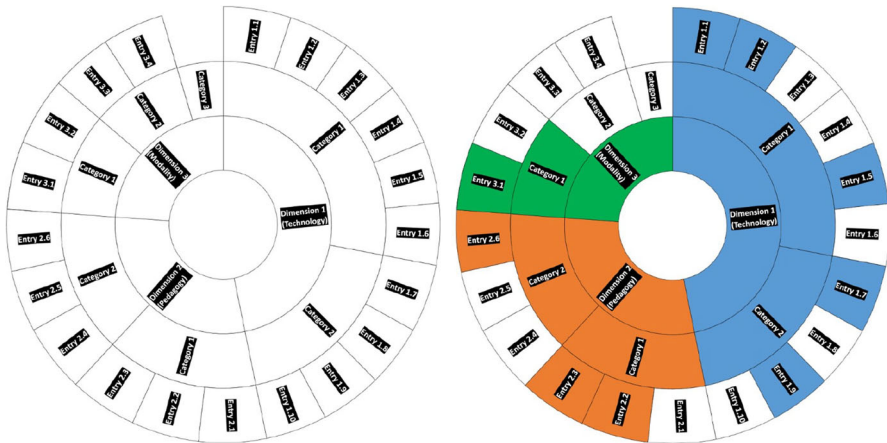 Entry 1.1
Entry 1.2
Entry 1.3
Entry 1.4
Entry 1.5
Entry 1.6
Entry 1.7
Entry 1.8
Entry 1.9
Entry 1.10
Entry 2.1
Entry 2.2
Entry 2.3
Entry 2.4
Entry 2.5
Entry 2.6
Entry 3.1
Entry 3.2
Entry 3.3
Entry 3.4
Category 1
Category 2
Category 1
Category 2
Category 1
Category 2
Category 3
Dimension 1
(Technology)
Dimension 2
(Pedagogy)
Dimension 3
(Modality)
Entry 1.1
Entry 1.2
Entry 1.3
Entry 1.4
Entry 1.5
Entry 1.6
Entry 1.7
Entry 1.8
Entry 1.9
Entry 1.10
Entry 2.1
Entry 2.2
Entry 2.3
Entry 2.4
Entry 2.5
Entry 2.6
Entry 3.1
Entry 3.2
Entry 3.3
Entry 3.4
Category 1
Category 2
Category 1
Category 2
Category 1
Category 2
Category 3
Dimension 1
(Technology)
Dimension 2
(Pedagogy)
Dimension 3
(Modality)